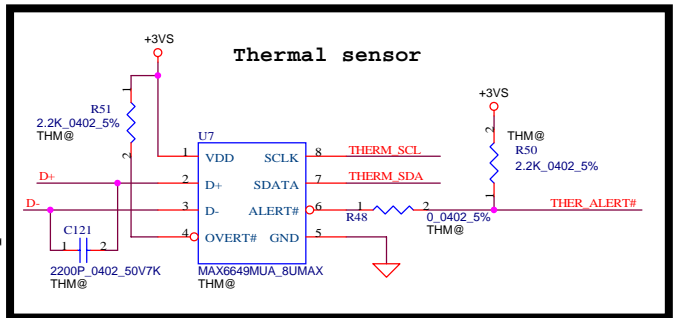 Thermal sensor
+3VS
+3VS
1
R51
2.2K_0402_5%
THM@
2
2
THM@
R50
2.2K_0402_5%
1
U7
1 VDD SCLK 8 THERM_SCL
D+ 2 D+ SDATA 7 THERM_SDA
D- 3 D- ALERT# 6 1 R48 2 THER_ALERT#
0_0402_5%
THM@
4 OVERT# GND 5
C121
1 2
2200P_0402_50V7K
THM@
MAX6649MUA_8UMAX
THM@